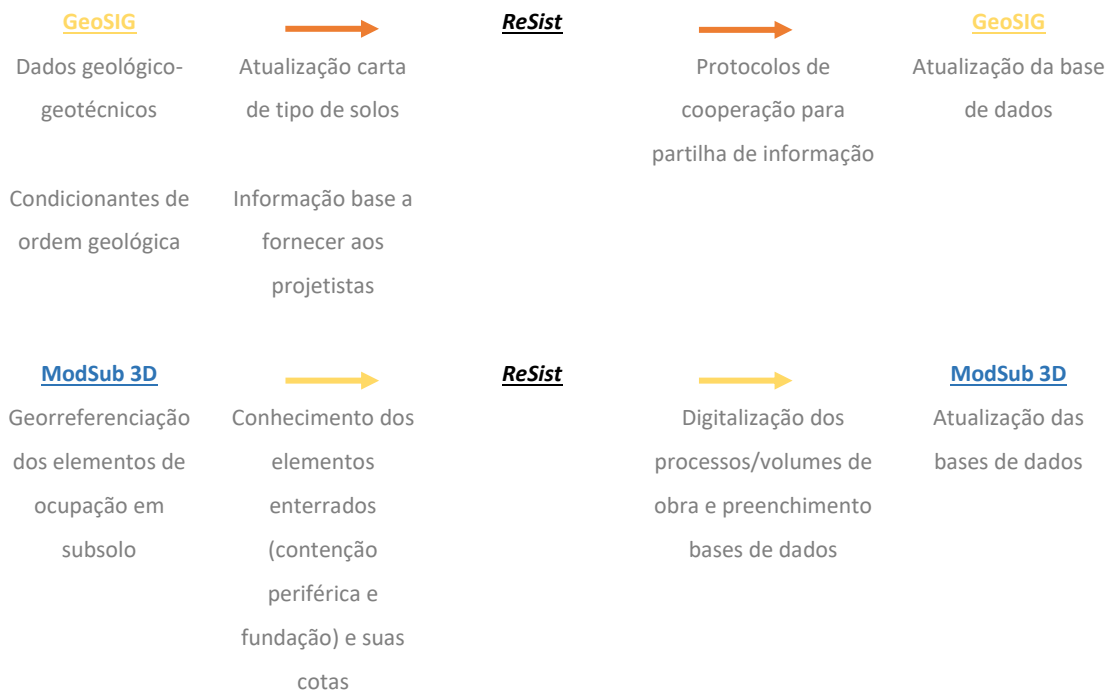 GeoSIG
ReSist
GeoSIG
Dados geológico-
geotécnicos
Atualização carta
de tipo de solos
Protocolos de
cooperação para
partilha de informação
Atualização da base
de dados
Condicionantes de
ordem geológica
Informação base a
fornecer aos
projetistas
ModSub 3D
ReSist
ModSub 3D
Georreferenciação
dos elementos de
ocupação em
subsolo
Conhecimento dos
elementos
enterrados
(contenção
periférica e
fundação) e suas
cotas
Digitalização dos
processos/volumes de
obra e preenchimento
bases de dados
Atualização das
bases de dados